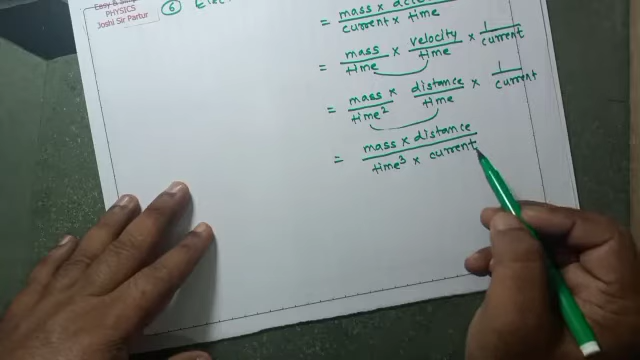 Easy & Simple
PHYSICS
Joshi Sir Partur
6
= mass × / current × time
= mass/time × velocity/time × 1/current
= mass/time² × distance/time × 1/current
= mass × distance / time³ × current